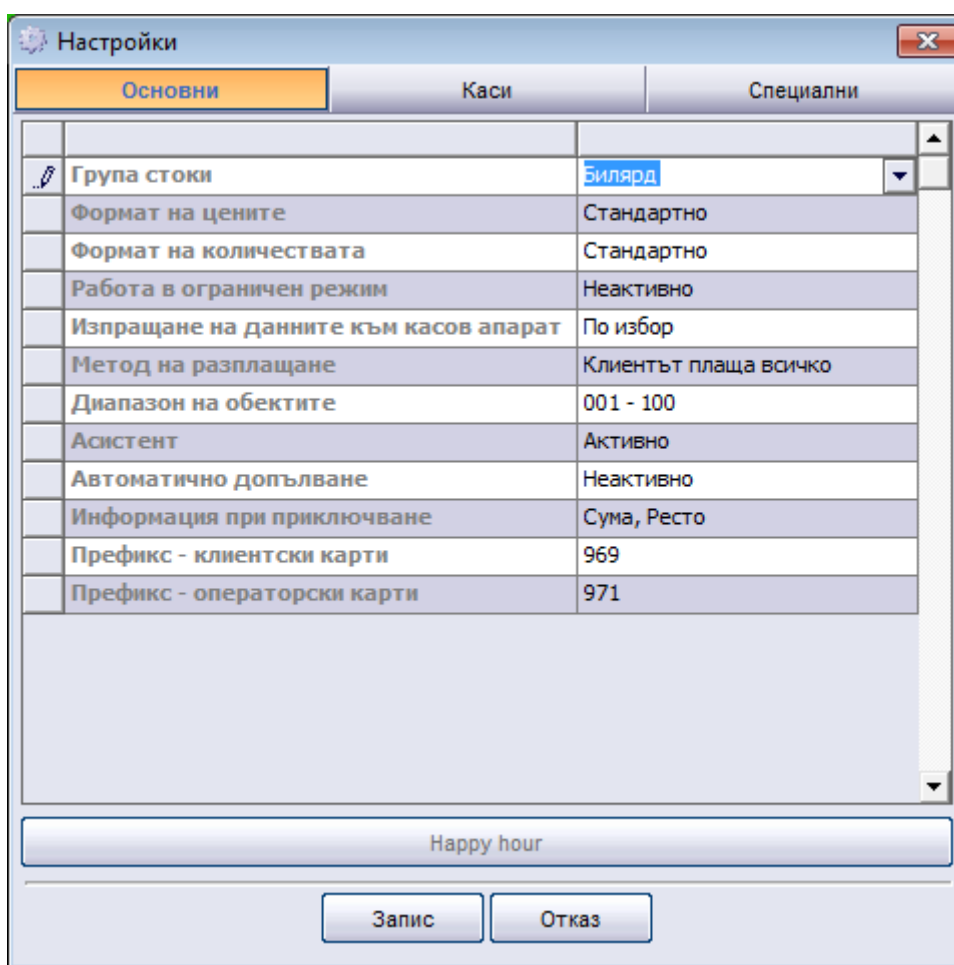 Настройки
Основни Каси Специални
Група стоки Билярд
Формат на цените Стандартно
Формат на количествата Стандартно
Работа в ограничен режим Неактивно
Изпращане на данните към касов апарат По избор
Метод на разплащане Клиентът плаща всичко
Диапазон на обектите 001 - 100
Асистент Активно
Автоматично допълване Неактивно
Информация при приключване Сума, Ресто
Префикс - клиентски карти 969
Префикс - операторски карти 971
Happy hour
Запис Отказ